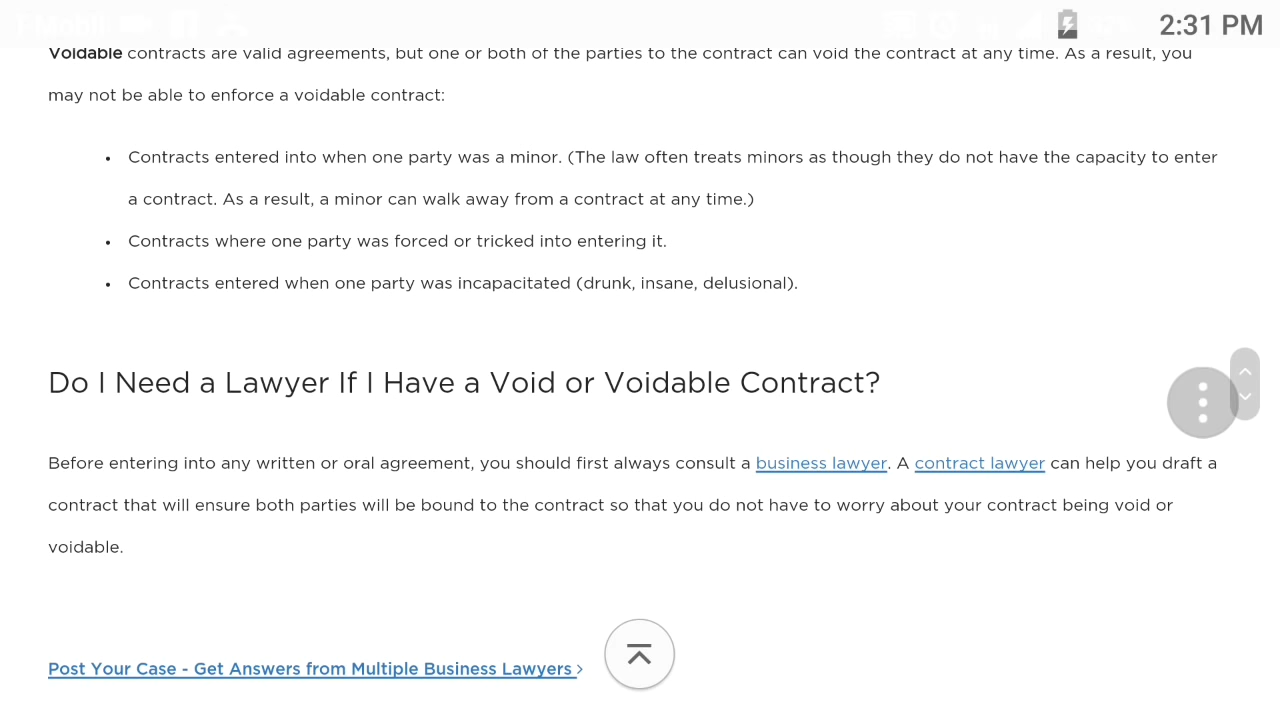 T-Mobil
32%
2:31 PM
Voidable contracts are valid agreements, but one or both of the parties to the contract can void the contract at any time. As a result, you
may not be able to enforce a voidable contract:
• Contracts entered into when one party was a minor. (The law often treats minors as though they do not have the capacity to enter
a contract. As a result, a minor can walk away from a contract at any time.)
• Contracts where one party was forced or tricked into entering it.
• Contracts entered when one party was incapacitated (drunk, insane, delusional).
Do I Need a Lawyer If I Have a Void or Voidable Contract?
Before entering into any written or oral agreement, you should first always consult a business lawyer. A contract lawyer can help you draft a
contract that will ensure both parties will be bound to the contract so that you do not have to worry about your contract being void or
voidable.
Post Your Case - Get Answers from Multiple Business Lawyers >